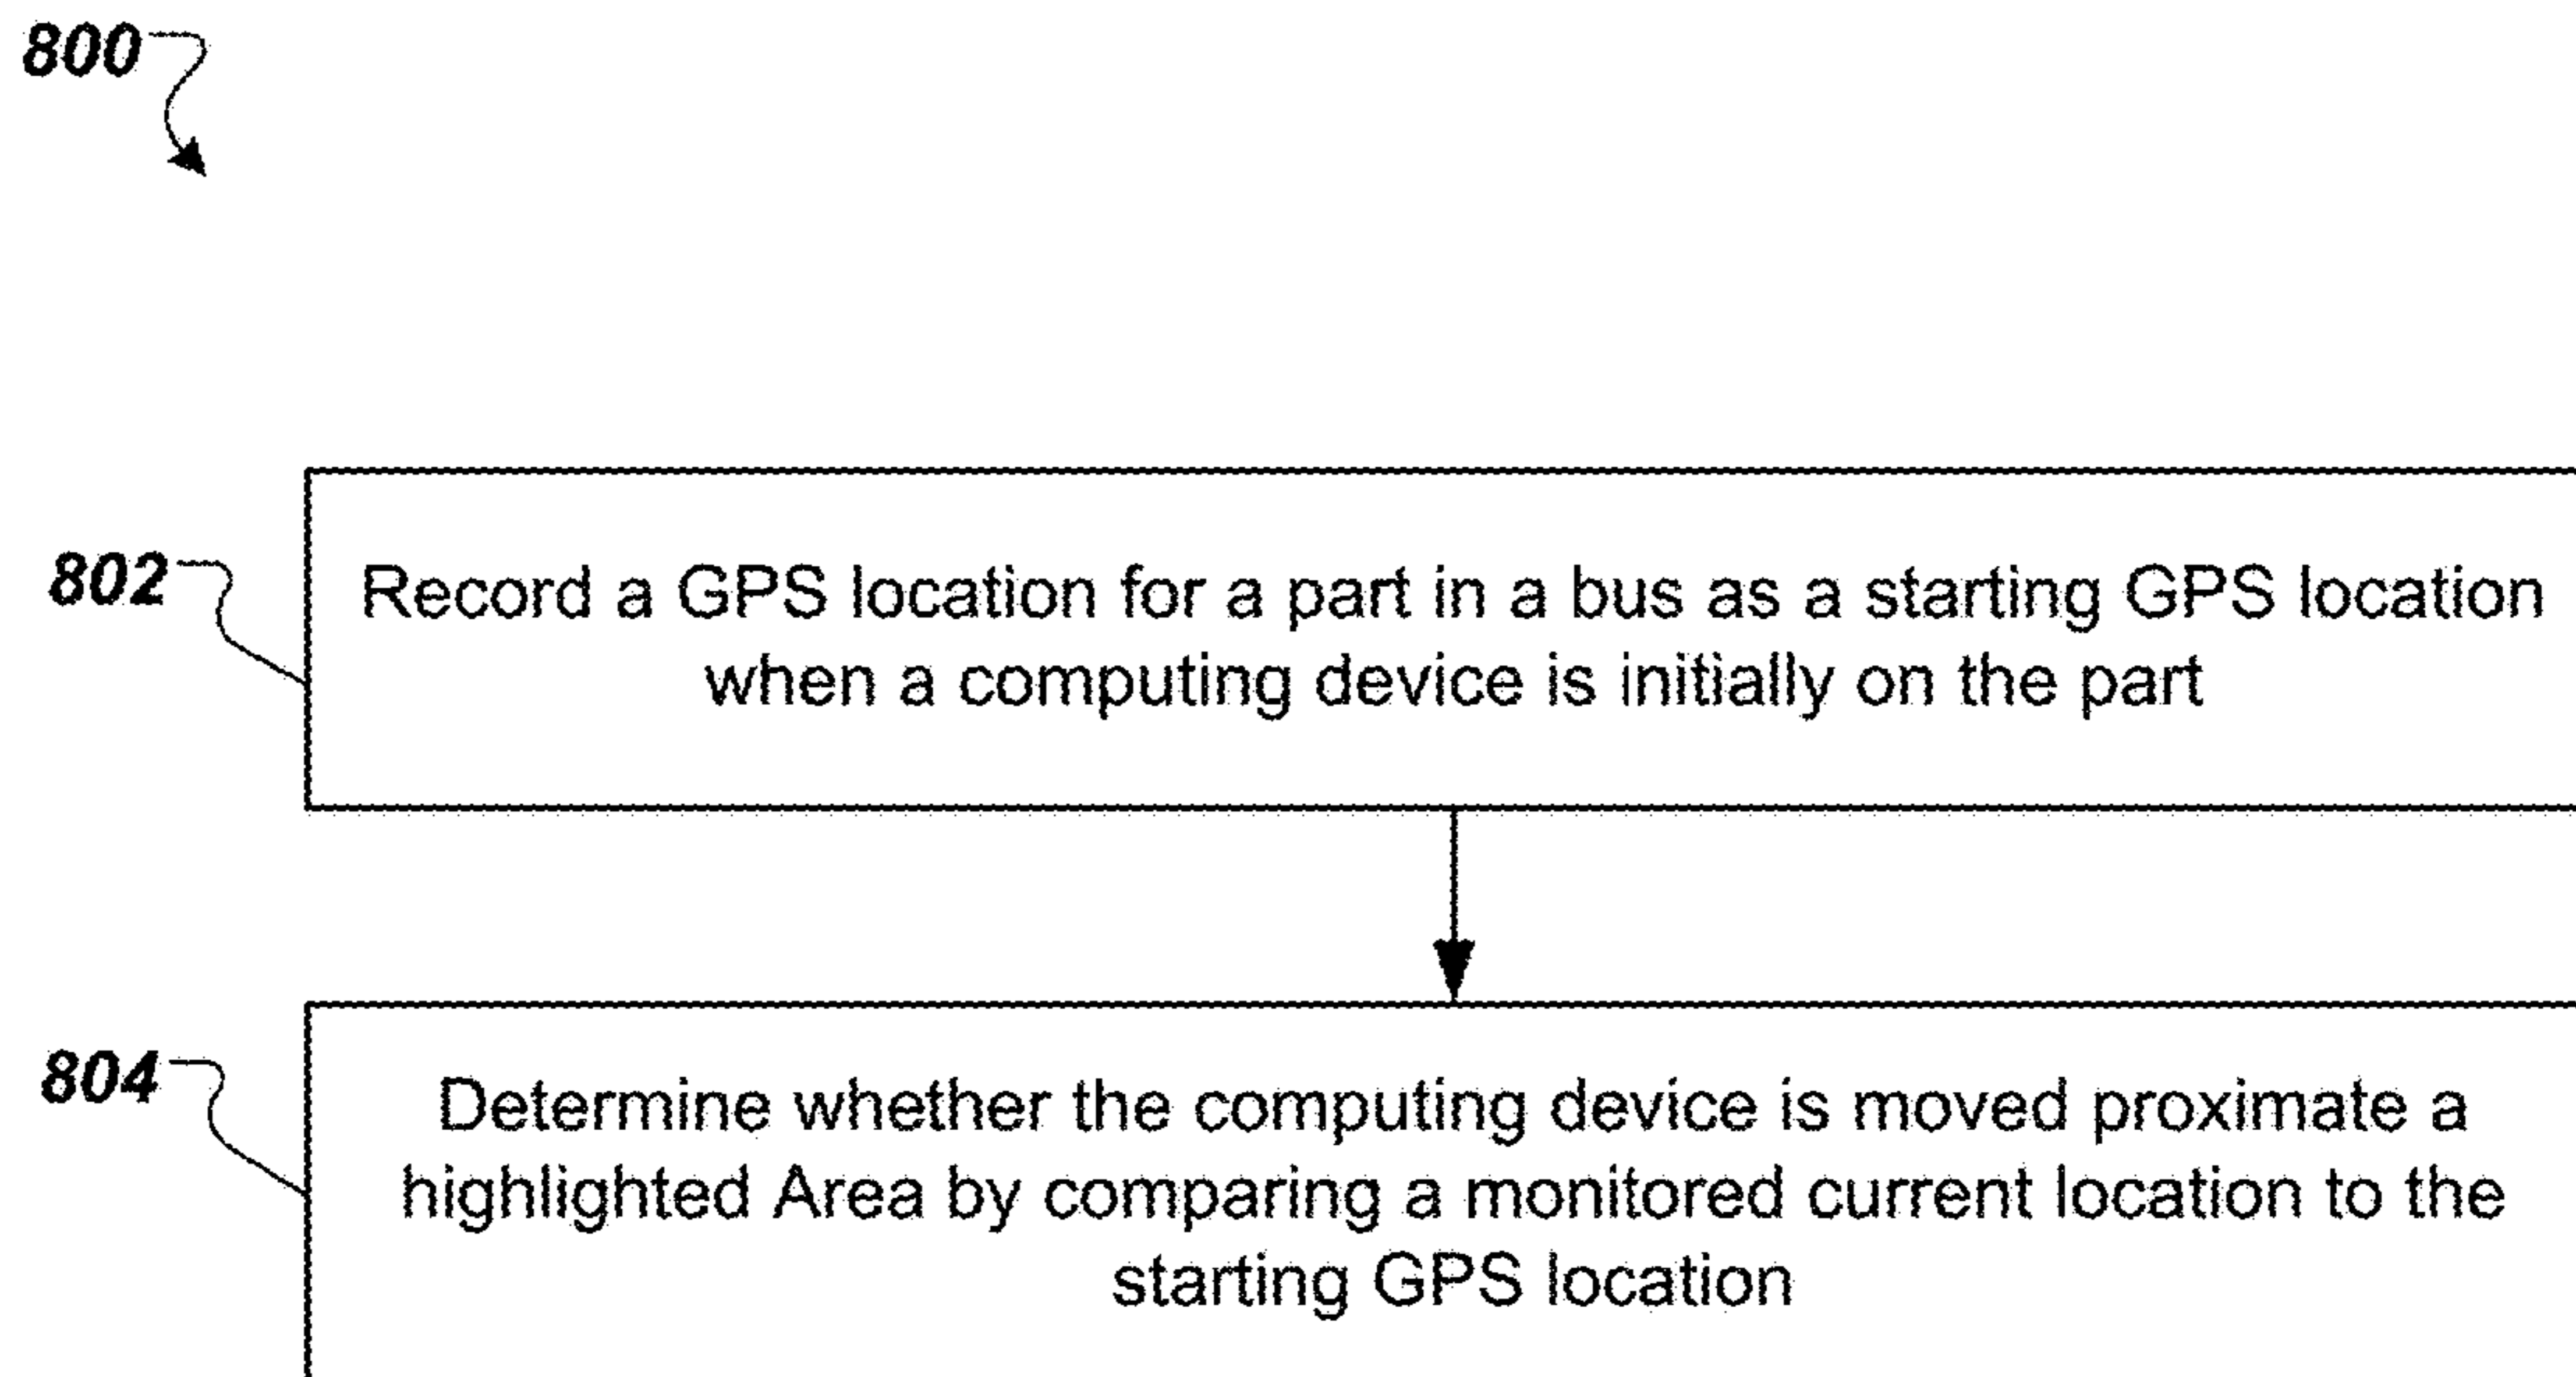 800
802
Record a GPS location for a part in a bus as a starting GPS location
when a computing device is initially on the part
804
Determine whether the computing device is moved proximate a
highlighted Area by comparing a monitored current location to the
starting GPS location